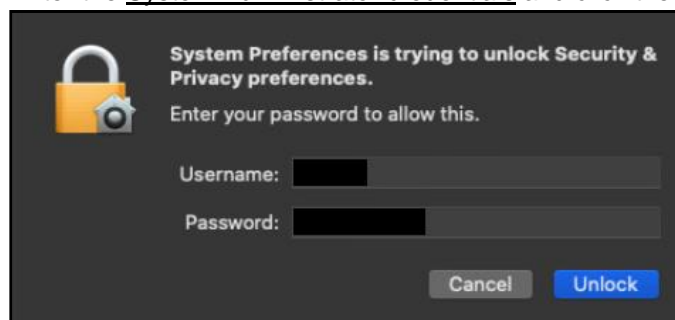 System Preferences is trying to unlock Security &
Privacy preferences.
Enter your password to allow this.
Username:
Password:
Cancel Unlock